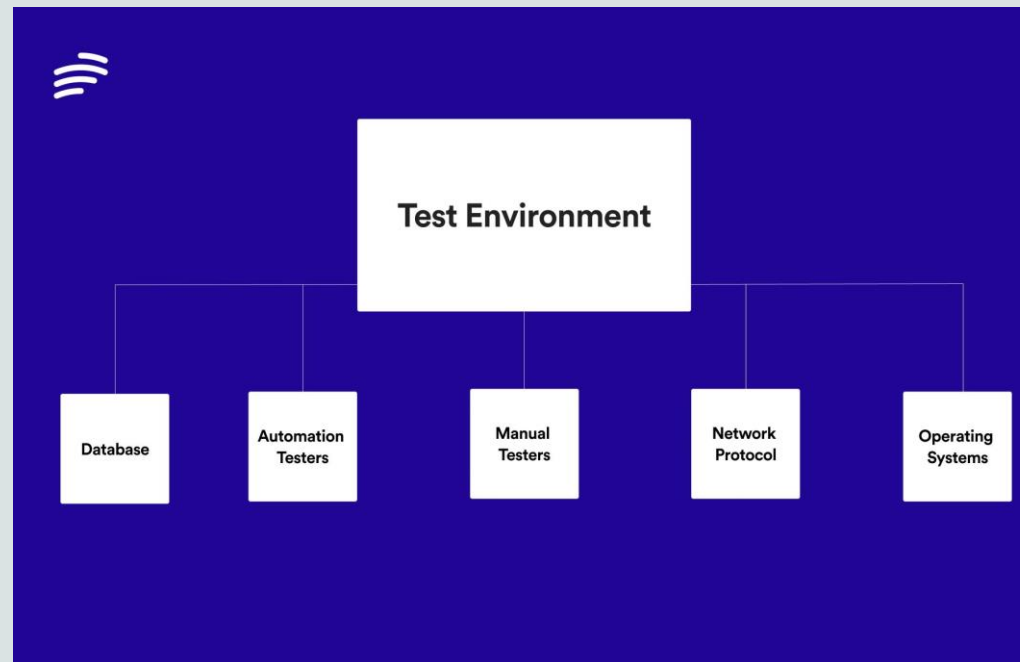 Test Environment
Database
Automation
Testers
Manual
Testers
Network
Protocol
Operating
Systems